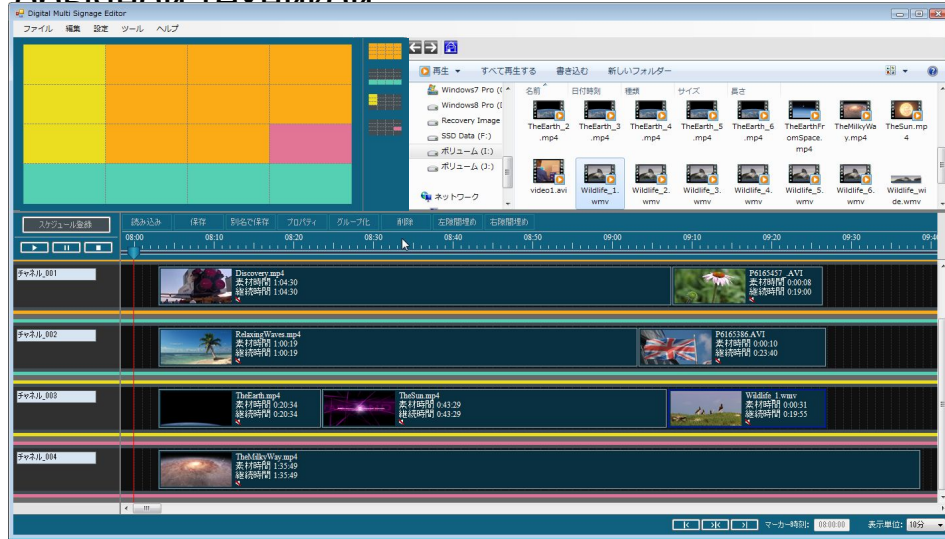 Digital Multi Signage Editor
ファイル 編集 設定 ツール ヘルプ
再生 すべて再生する 書き込む 新しいフォルダー
Windows7 Pro (
Windows8 Pro (
Recovery Image
SSD Data (F:)
ボリューム (I:)
ボリューム (J:)
ネットワーク
名前 日付時刻 種類 サイズ 長さ
TheEarth_2.mp4
TheEarth_3.mp4
TheEarth_4.mp4
TheEarth_5.mp4
TheEarth_6.mp4
TheEarthFromSpace.mp4
TheMilkyWay.mp4
TheSun.mp4
video1.avi
Wildlife_1.wmv
Wildlife_2.wmv
Wildlife_3.wmv
Wildlife_4.wmv
Wildlife_5.wmv
Wildlife_6.wmv
Wildlife_wide.wmv
スケジュール登録 読み込み 保存 別名で保存 プロパティ グループ化 削除 左隙間埋め 右隙間埋め
08:00 08:10 08:20 08:30 08:40 08:50 09:00 09:10 09:20 09:30 09:40
チャネル_001
Discovery.mp4
素材時間 1:04:30
継続時間 1:04:30
P6165457_.AVI
素材時間 0:00:08
継続時間 0:19:00
チャネル_002
RelaxingWaves.mp4
素材時間 1:00:19
継続時間 1:00:19
P6165386.AVI
素材時間 0:00:10
継続時間 0:23:40
チャネル_003
TheEarth.mp4
素材時間 0:20:34
継続時間 0:20:34
TheSun.mp4
素材時間 0:43:29
継続時間 0:43:29
Wildlife_1.wmv
素材時間 0:00:31
継続時間 0:19:55
チャネル_004
TheMilkyWay.mp4
素材時間 1:35:49
継続時間 1:35:49
マーカー時刻: 08:00:00 表示単位: 10分